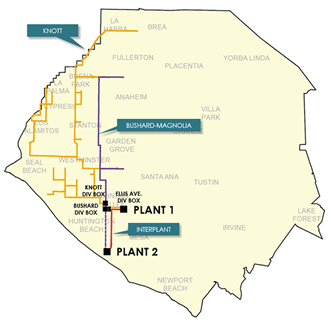 LA
HABRA
BREA
KNOTT
FULLERTON
YORBA LINDA
PLACENTIA
BUENA
PARK
LA
PALMA
CYPRESS
ANAHEIM
VILLA
PARK
LOS
ALAMITOS
STANTON
BUSHARD-MAGNOLIA
GARDEN
GROVE
SEAL
BEACH
WESTMINSTER
SANTA ANA
TUSTIN
KNOTT
DIV BOX
ELLIS AVE.
DIV BOX
BUSHARD
DIV BOX
PLANT 1
HUNTINGTON
BEACH
INTERPLANT
MESA
IRVINE
LAKE
FOREST
PLANT 2
NEWPORT
BEACH